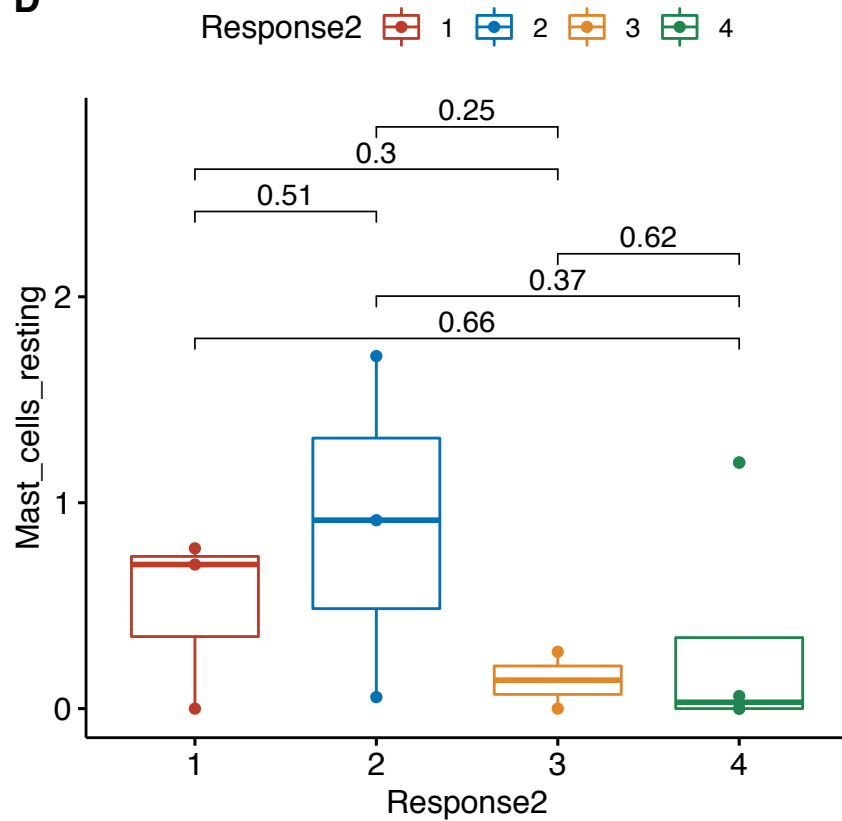 D
Response2 1 2 3 4
0.25
0.3
0.51
0.62
0.37
0.66
Mast_cells_resting
2
1
0
1 2 3 4
Response2